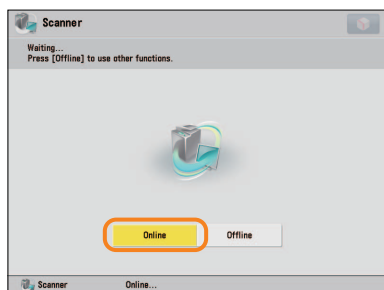 Scanner
Waiting...
Press [Offline] to use other functions.
Online Offline
Scanner Online...